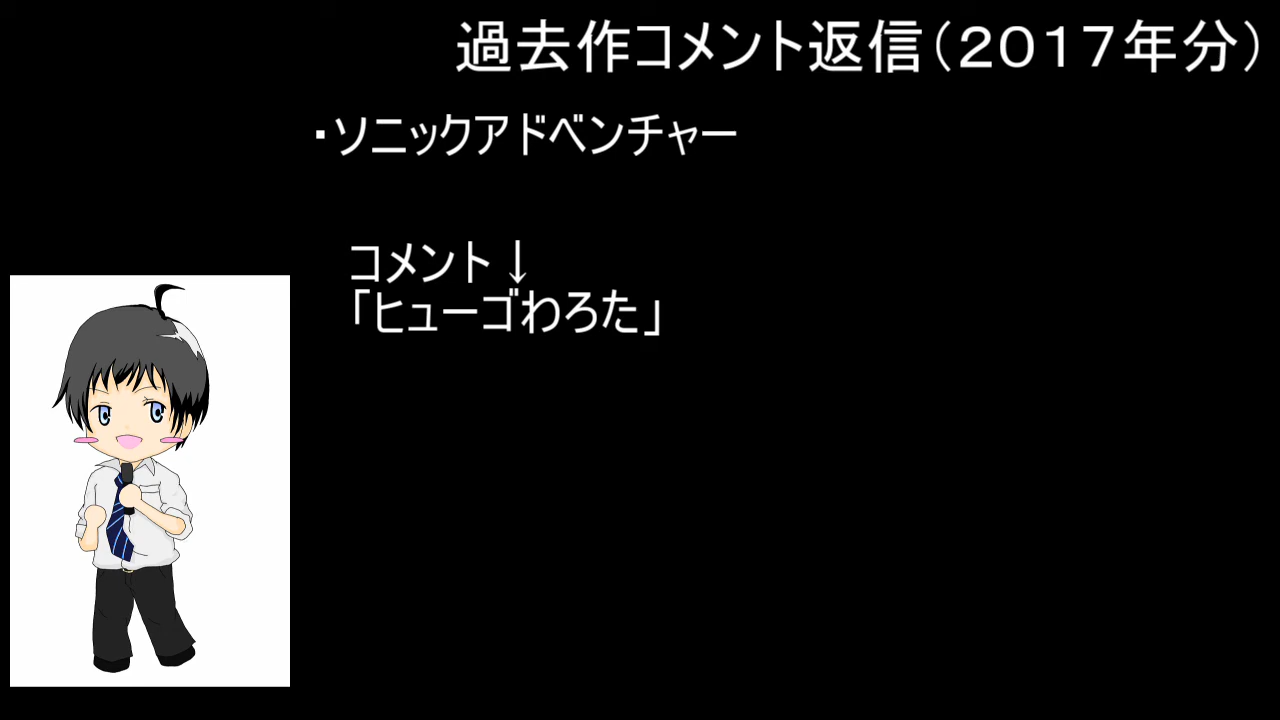 過去作コメント返信（２０１７年分）
・ソニックアドベンチャー
コメント↓
「ヒューゴわろた」